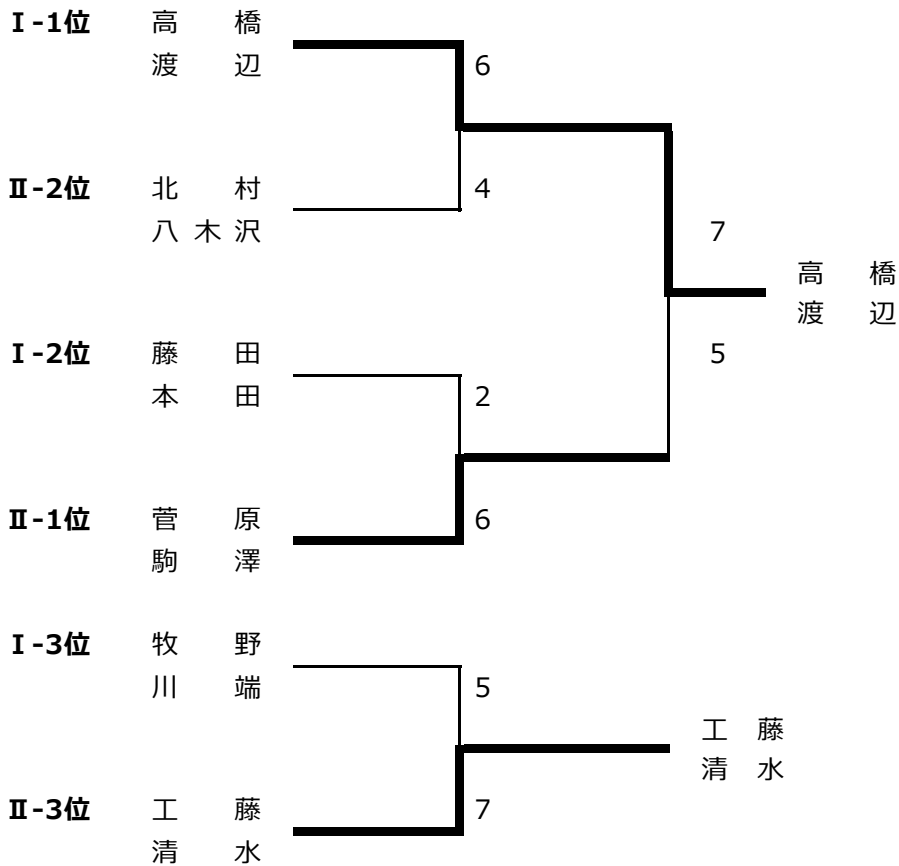 Ⅰ-1位 高橋
渡辺
6
Ⅱ-2位 北村
4
八木沢
7
高橋
渡辺
Ⅰ-2位 藤田
5
本田
2
Ⅱ-1位 菅原
6
駒澤
Ⅰ-3位 牧野
川端
5
工藤
清水
Ⅱ-3位 工藤
7
清水